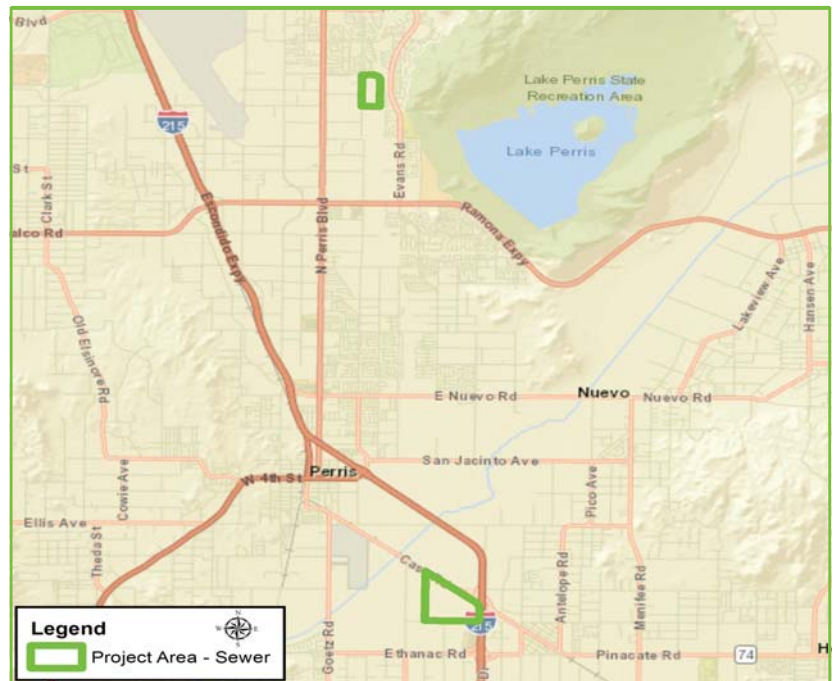 Blvd
215
Lake Perris State
Recreation Area
Lake Perris
Evans Rd
St
Clark St
Escondido Expy
N Perris Blvd
Ramona Expy
alco Rd
Lakeview Ave
Hansen Ave
Old Elsinore Rd
E Nuevo Rd
Nuevo
Nuevo Rd
San Jacinto Ave
Perris
W 4th St
Cowie Ave
Pico Ave
Ellis Ave
Theda St
Cas
Antelope Rd
Menifee Rd
215
Goetz Rd
Ethanac Rd
Pinacate Rd
74
H
Legend
N
W E
S
Project Area - Sewer